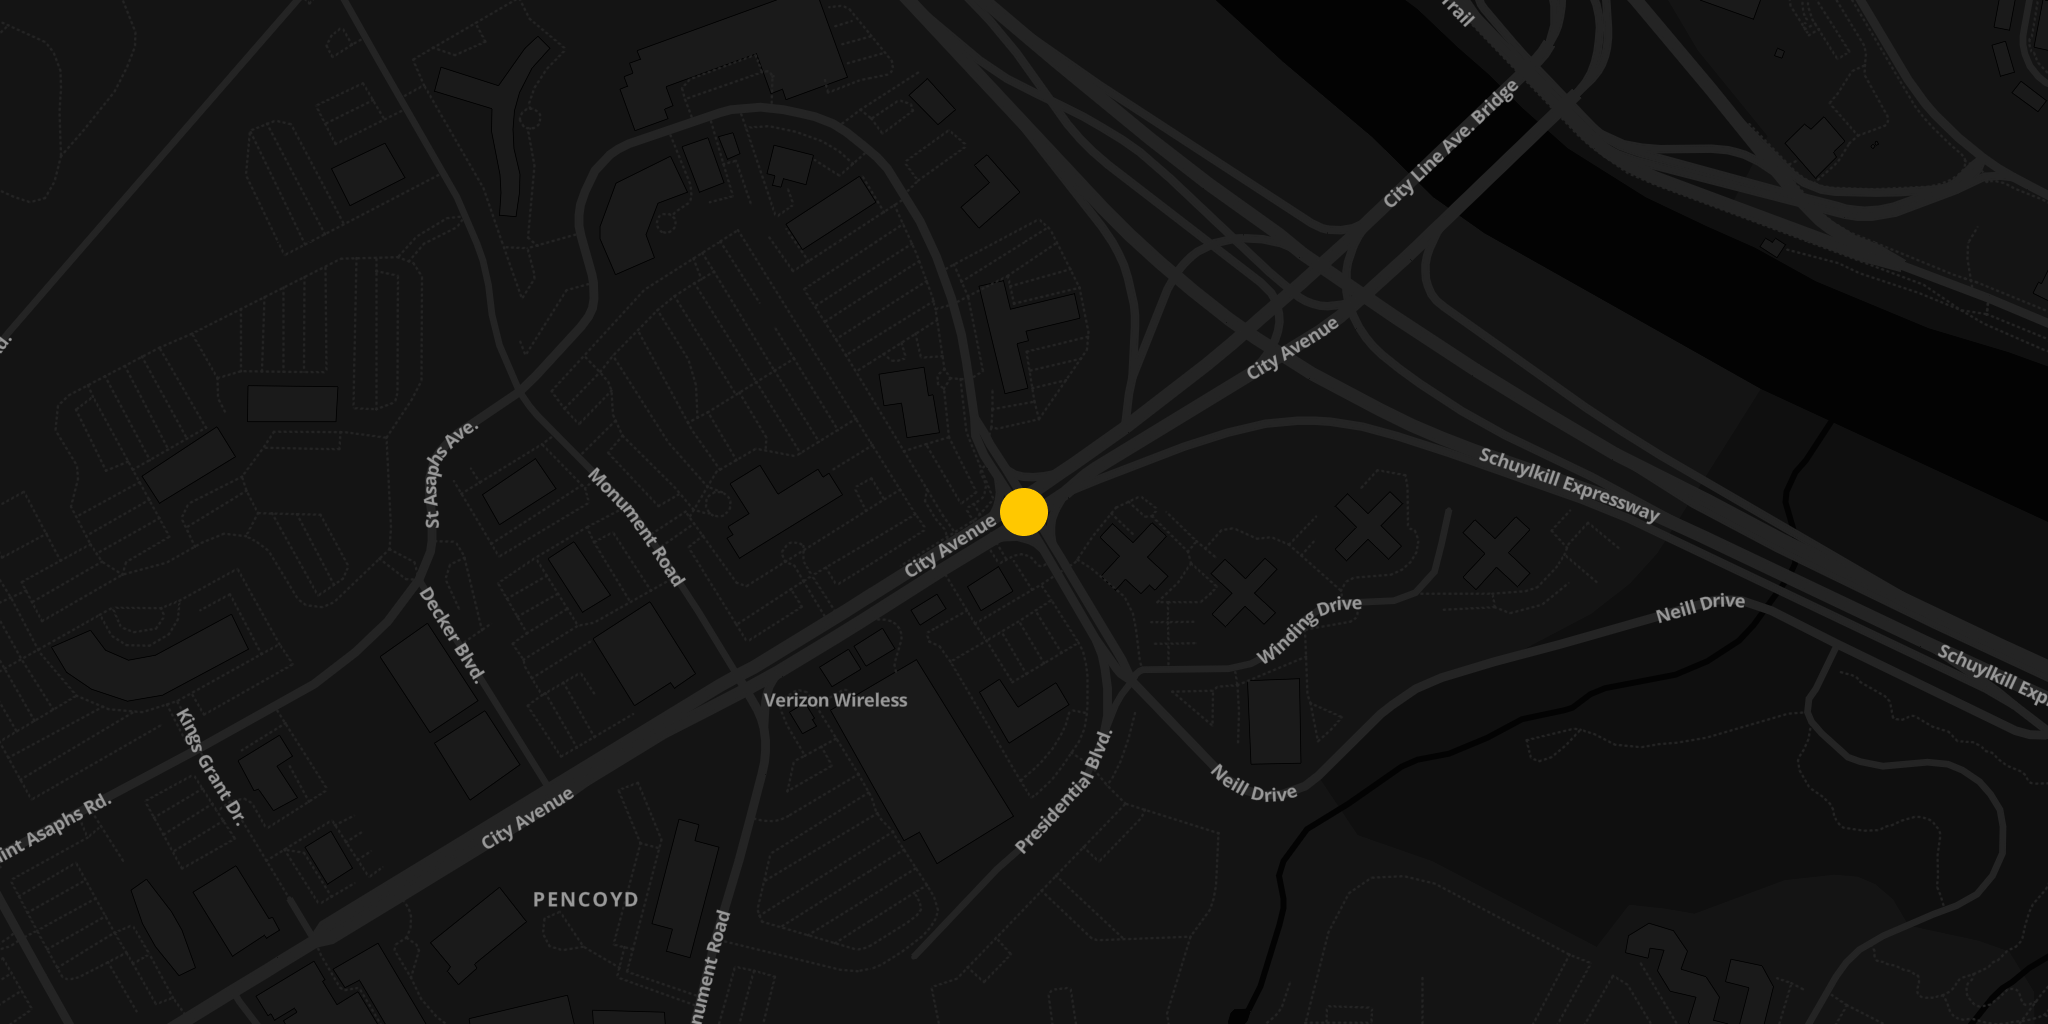 Trail
City Line Ave. Bridge
d.
City Avenue
St Asaphs Ave.
Monument Road
Schuylkill Expressway
City Avenue
Decker Blvd.
Winding Drive
Neill Drive
Schuylkill Exp
Verizon Wireless
Kings Grant Dr.
Presidential Blvd.
Neill Drive
int Asaphs Rd.
City Avenue
PENCOYD
nument Road